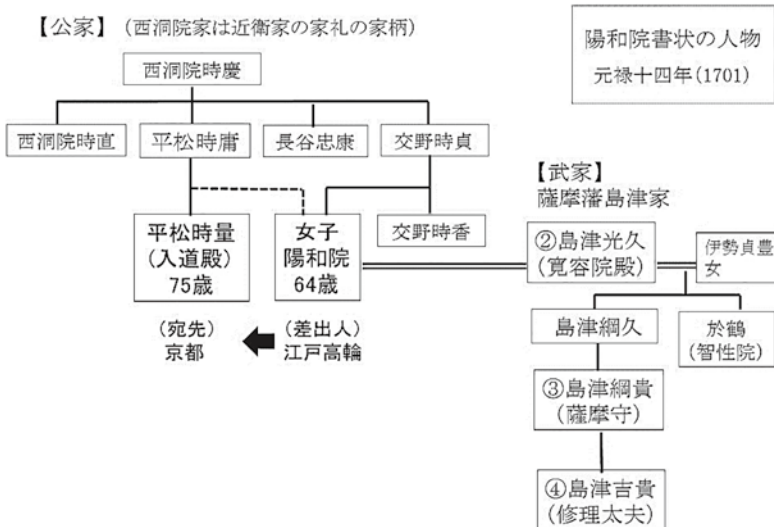 【公家】(西洞院家は近衛家の家礼の家柄)
陽和院書状の人物
元禄十四年(1701)
西洞院時慶
西洞院時直
平松時庸
長谷忠康
交野時貞
【武家】
薩摩藩島津家
平松時量
(入道殿)
75歳
女子
陽和院
64歳
交野時香
②島津光久
(寛容院殿)
伊勢貞豊
女
(宛先)
京都
(差出人)
江戸高輪
島津綱久
於鶴
(智性院)
③島津綱貴
(薩摩守)
④島津吉貴
(修理太夫)